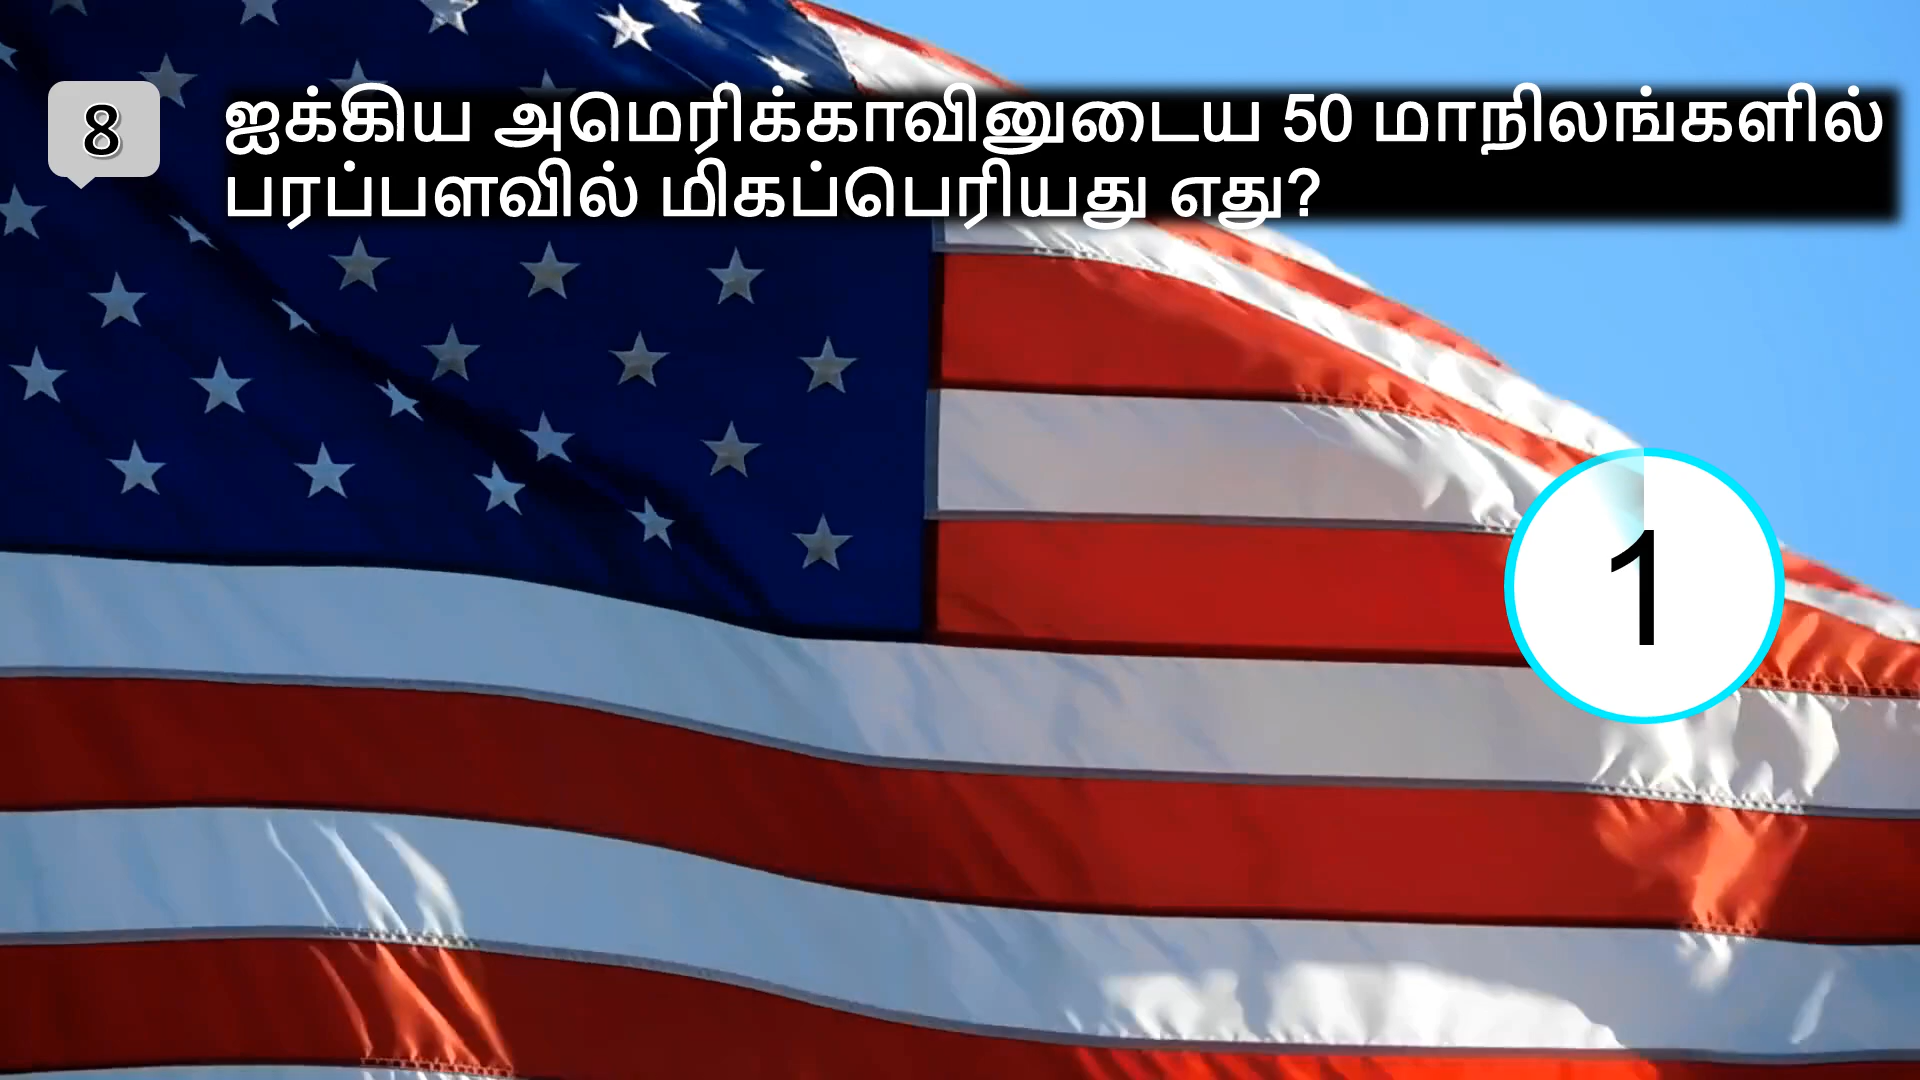 8
ஐக்கிய அமெரிக்காவினுடைய 50 மாநிலங்களில்
பரப்பளவில் மிகப்பெரியது எது?
1